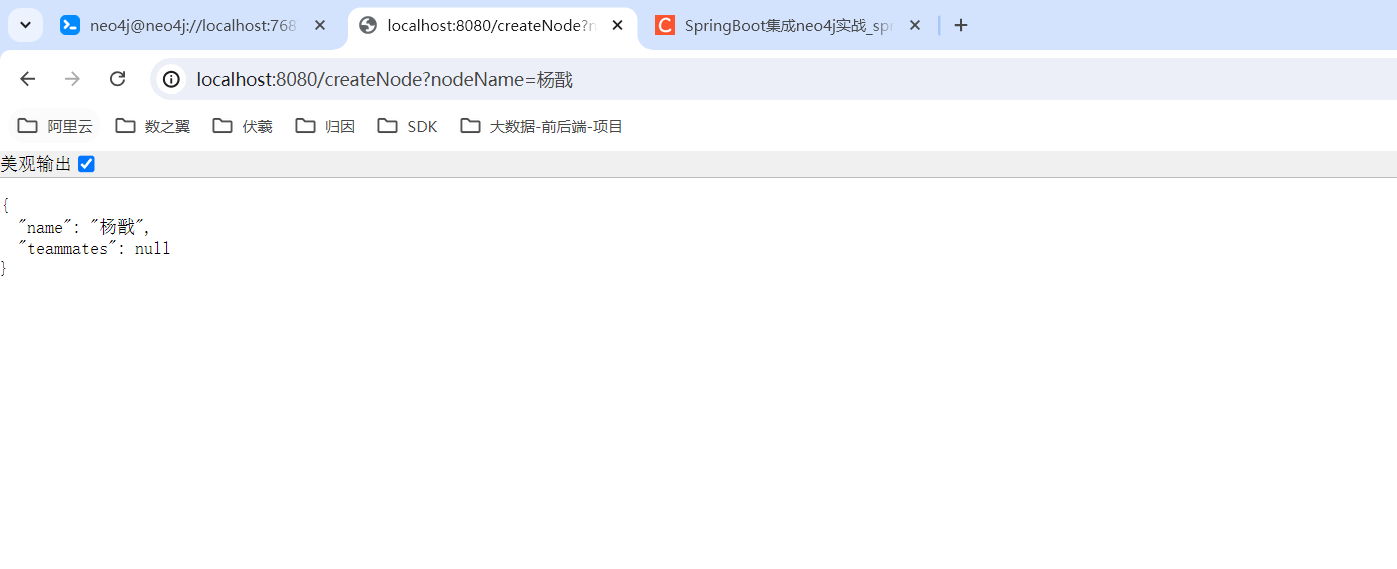 neo4j@neo4j://localhost:768
localhost:8080/createNode?n
SpringBoot集成neo4j实战_spr
localhost:8080/createNode?nodeName=杨戬
阿里云 数之翼 伏羲 归因 SDK 大数据-前后端-项目
美观输出
{
"name": "杨戬",
"teammates": null
}